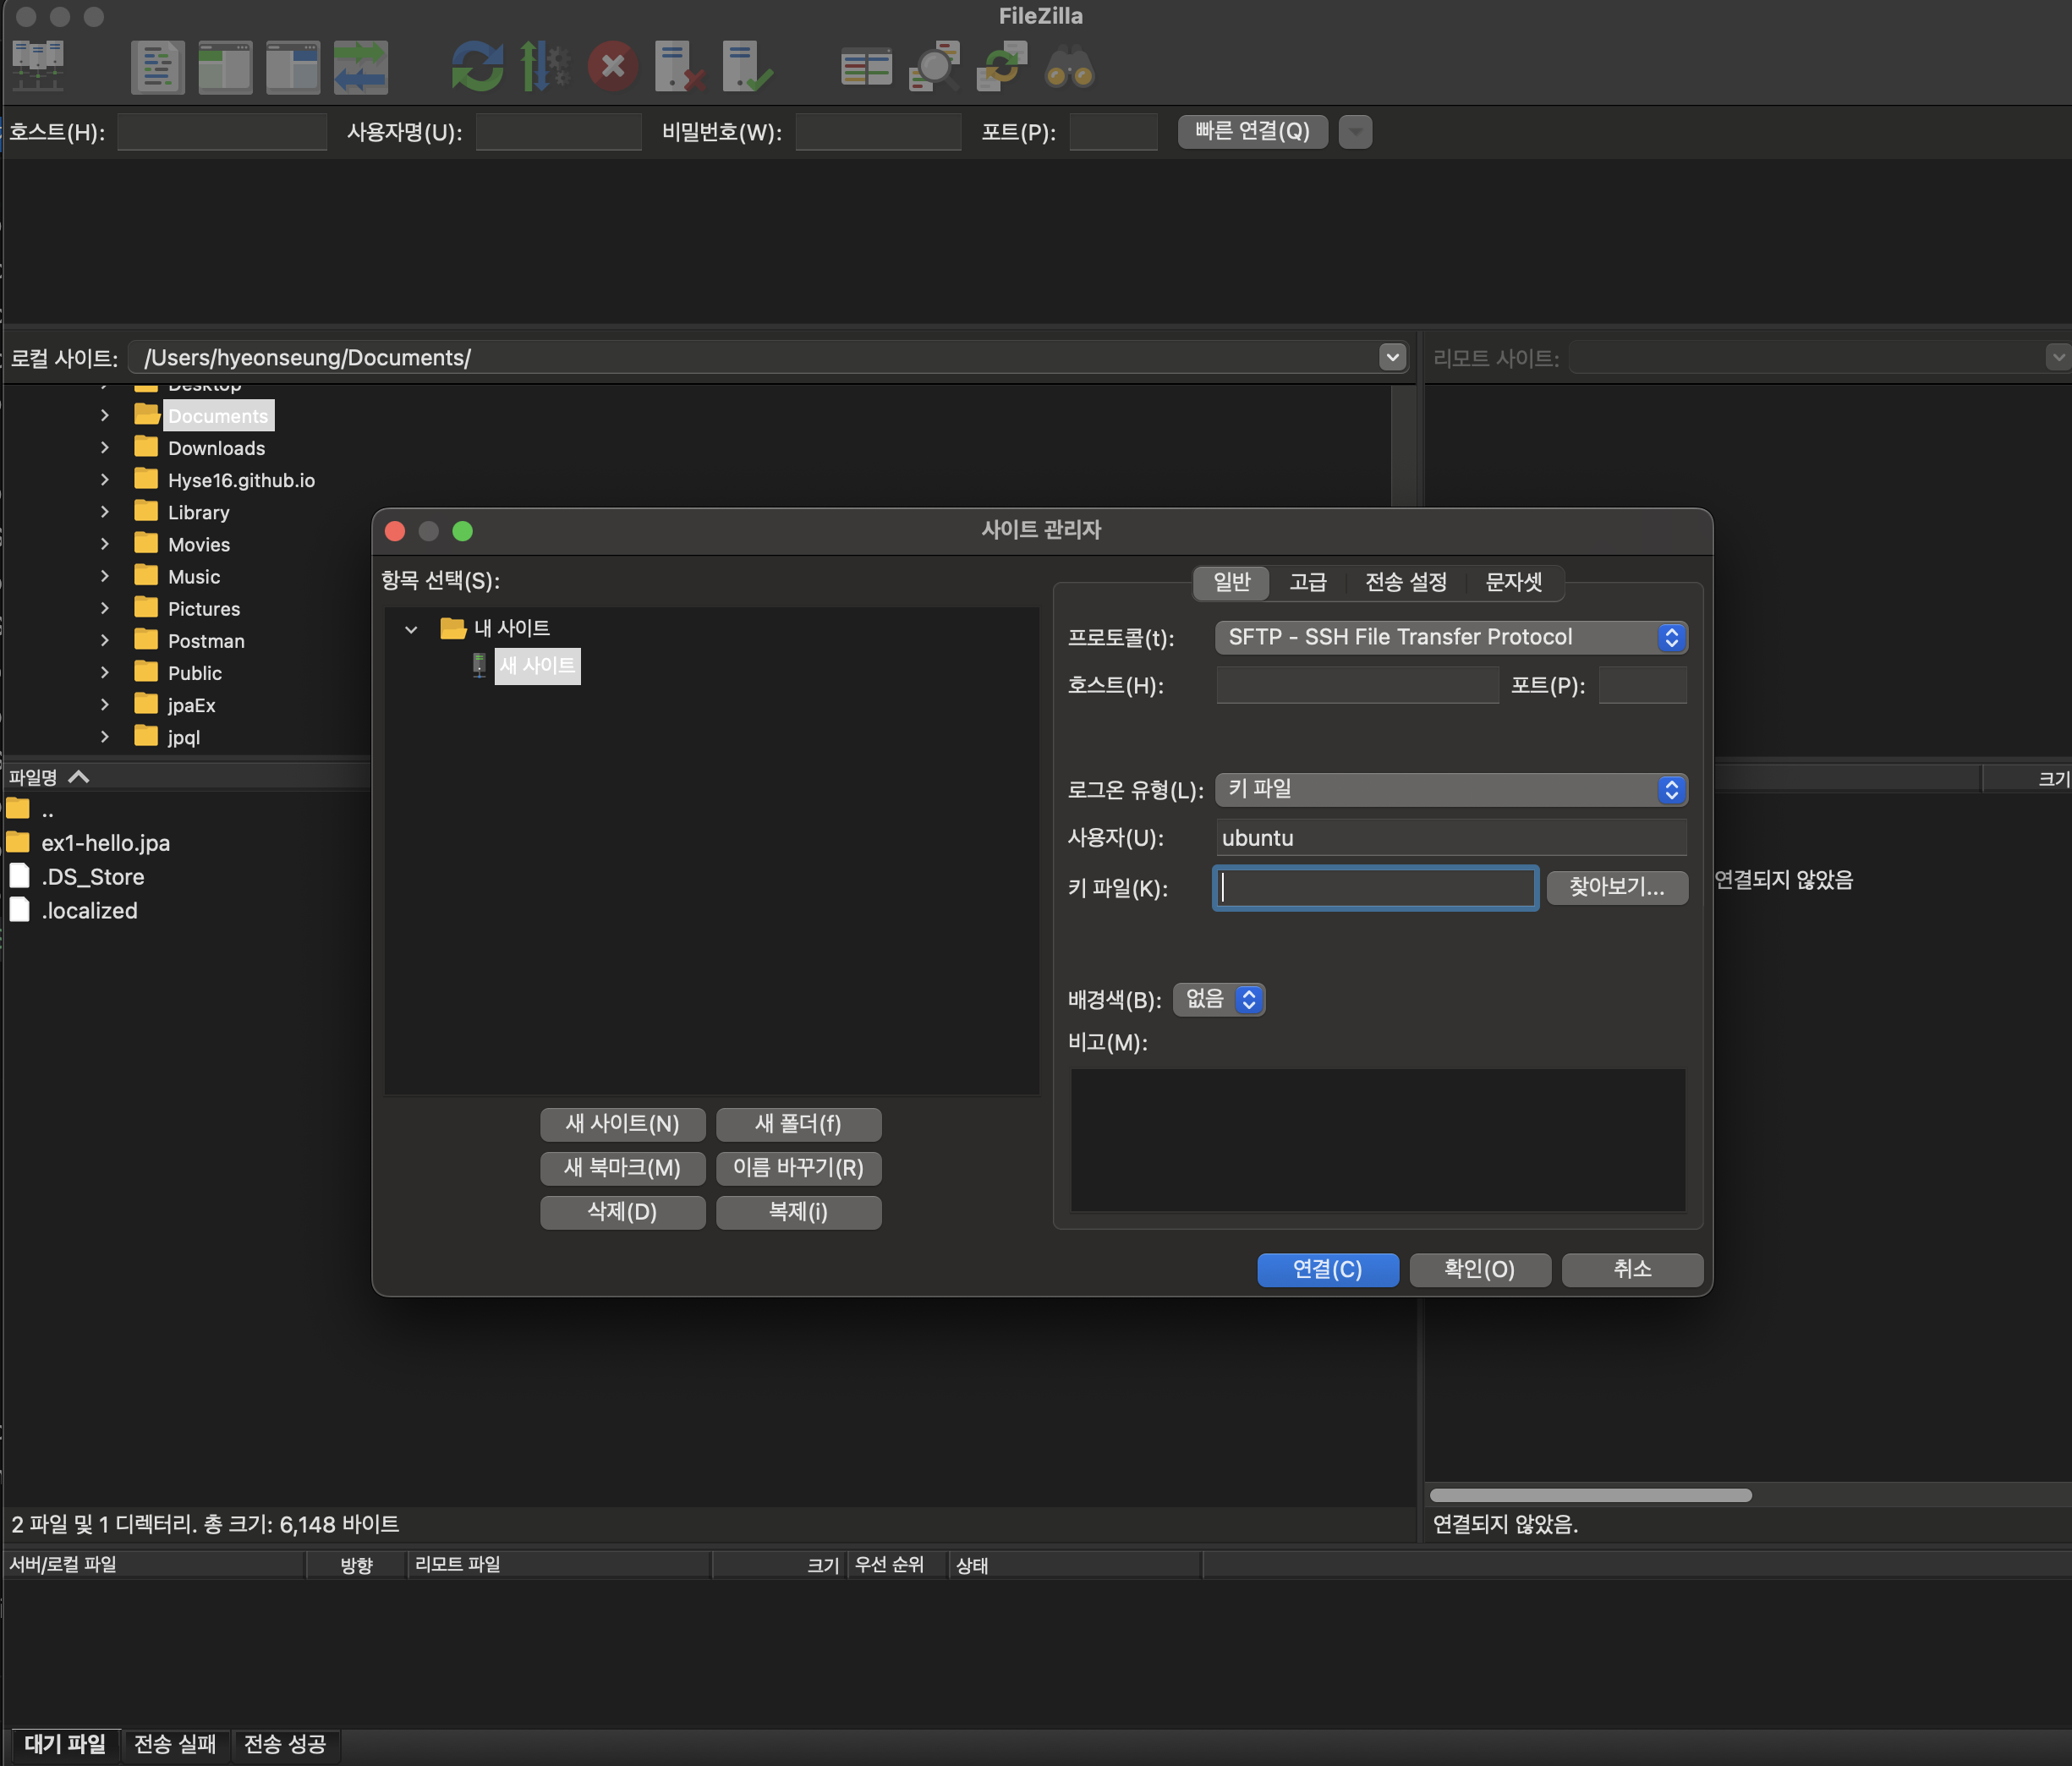 FileZilla
호스트(H):
사용자명(U):
비밀번호(W):
포트(P):
빠른 연결(Q)
로컬 사이트:
/Users/hyeonseung/Documents/
리모트 사이트:
Desktop
Documents
Downloads
Hyse16.github.io
Library
Movies
Music
Pictures
Postman
Public
jpaEx
jpql
파일명
크기
..
ex1-hello.jpa
.DS_Store
.localized
연결되지 않았음
사이트 관리자
항목 선택(S):
내 사이트
새 사이트
새 사이트(N)
새 폴더(f)
새 북마크(M)
이름 바꾸기(R)
삭제(D)
복제(i)
일반
고급
전송 설정
문자셋
프로토콜(t):
SFTP - SSH File Transfer Protocol
호스트(H):
포트(P):
로그온 유형(L):
키 파일
사용자(U):
ubuntu
키 파일(K):
찾아보기...
배경색(B):
없음
비고(M):
연결(C)
확인(O)
취소
2 파일 및 1 디렉터리. 총 크기: 6,148 바이트
연결되지 않았음.
서버/로컬 파일
방향
리모트 파일
크기
우선 순위
상태
대기 파일
전송 실패
전송 성공